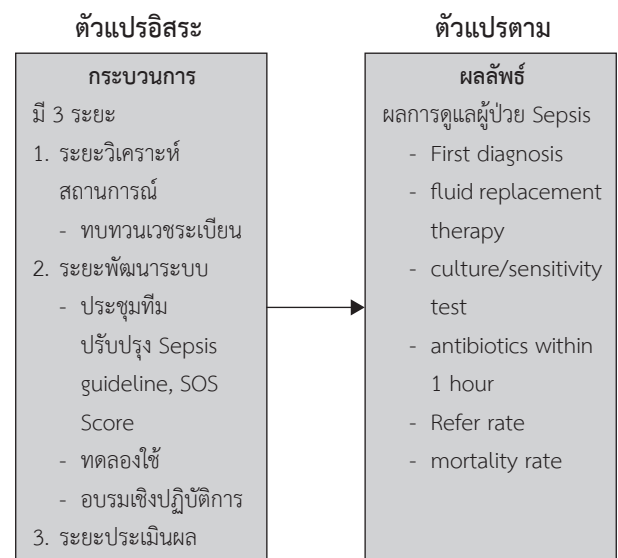 ตัวแปรอิสระ
กระบวนการ
มี 3 ระยะ
1. ระยะวิเคราะห์
สถานการณ์
- ทบทวนเวชระเบียน
2. ระยะพัฒนาระบบ
- ประชุมทีม
ปรับปรุง Sepsis
guideline, SOS
Score
- ทดลองใช้
- อบรมเชิงปฏิบัติการ
3. ระยะประเมินผล
ตัวแปรตาม
ผลลัพธ์
ผลการดูแลผู้ป่วย Sepsis
- First diagnosis
- fluid replacement
therapy
- culture/sensitivity
test
- antibiotics within
1 hour
- Refer rate
- mortality rate